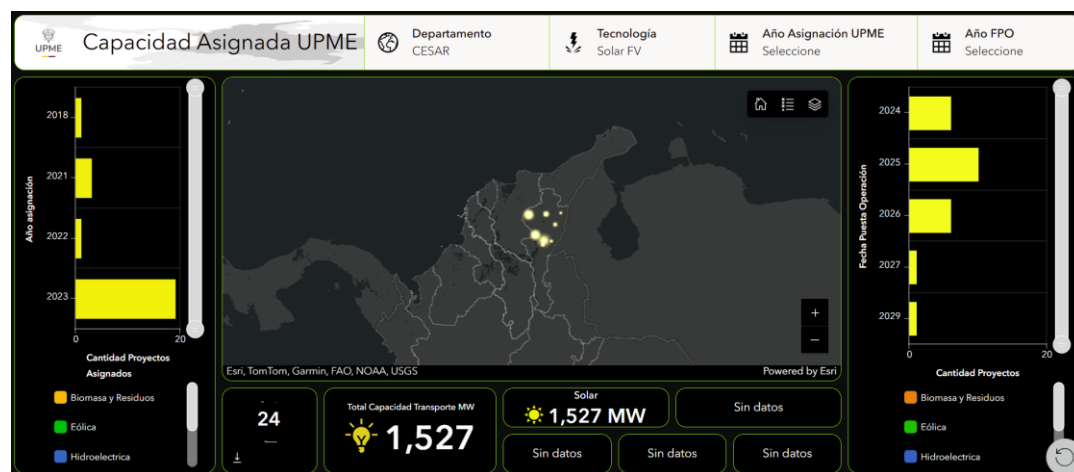 UPME
Capacidad Asignada UPME
Departamento
CESAR
Tecnología
Solar FV
Año Asignación UPME
Seleccione
Año FPO
Seleccione
Año asignación
2018
2021
2022
2023
0
20
Cantidad Proyectos
Asignados
Biomasa y Residuos
Eólica
Hidroelectrica
+
−
Esri, TomTom, Garmin, FAO, NOAA, USGS
Powered by Esri
24
Total Capacidad Transporte MW
1,527
Solar
1,527 MW
Sin datos
Sin datos
Sin datos
Sin datos
Fecha Puesta Operación
2024
2025
2026
2027
2029
0
20
Cantidad Proyectos
Biomasa y Residuos
Eólica
Hidroelectrica